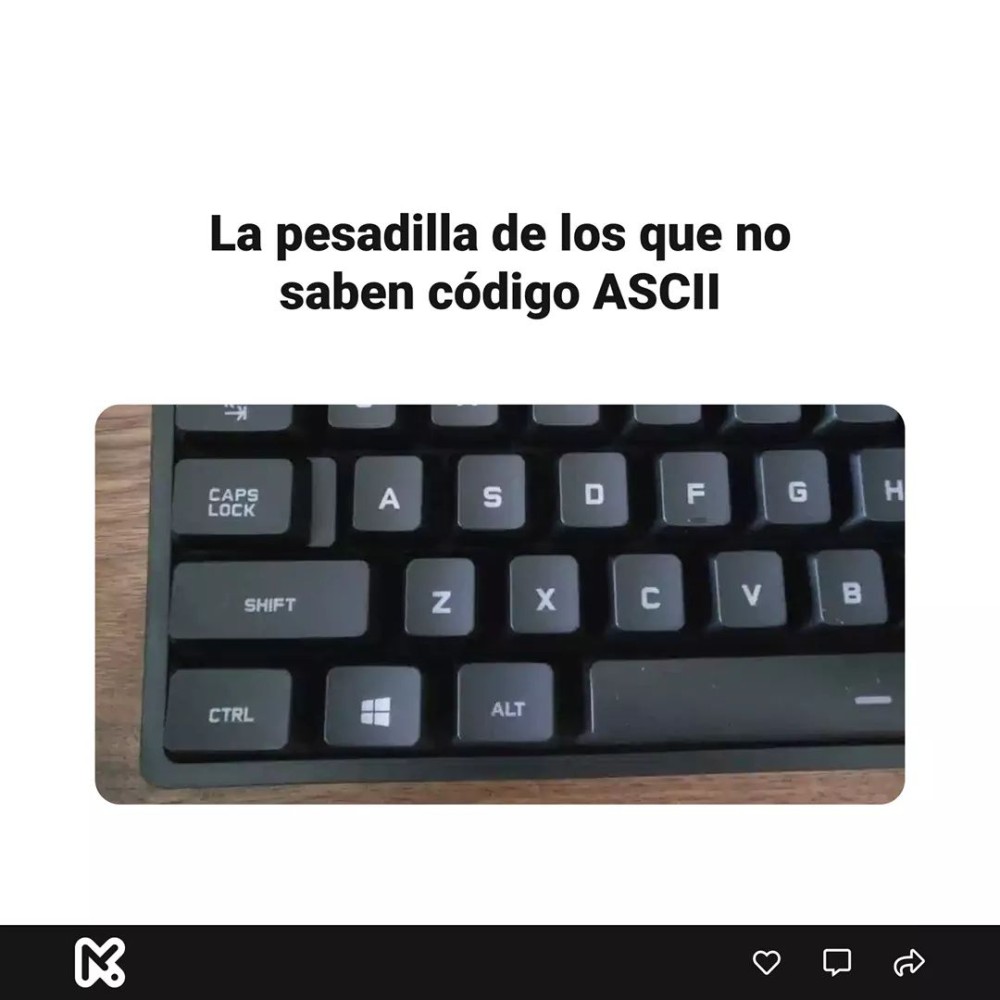 La pesadilla de los que no
saben código ASCII
CAPS
LOCK
A S D F G H
SHIFT Z X C V B
CTRL ALT